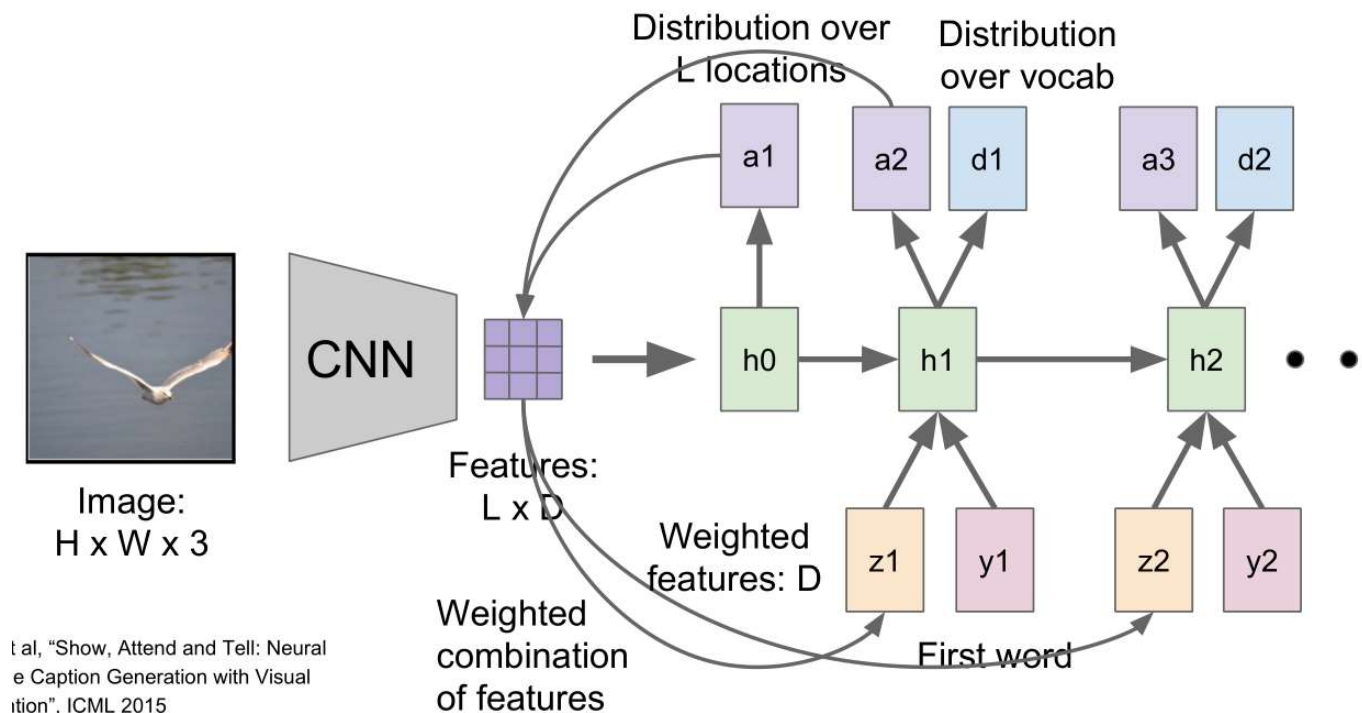 Distribution over
L locations
Distribution
over vocab
a1
a2
d1
a3
d2
CNN
h0
h1
h2
Image:
H x W x 3
Features:
L x D
Weighted
features: D
z1
y1
z2
y2
Weighted
combination
of features
First word
et al, “Show, Attend and Tell: Neural
e Caption Generation with Visual
ntion”, ICML 2015